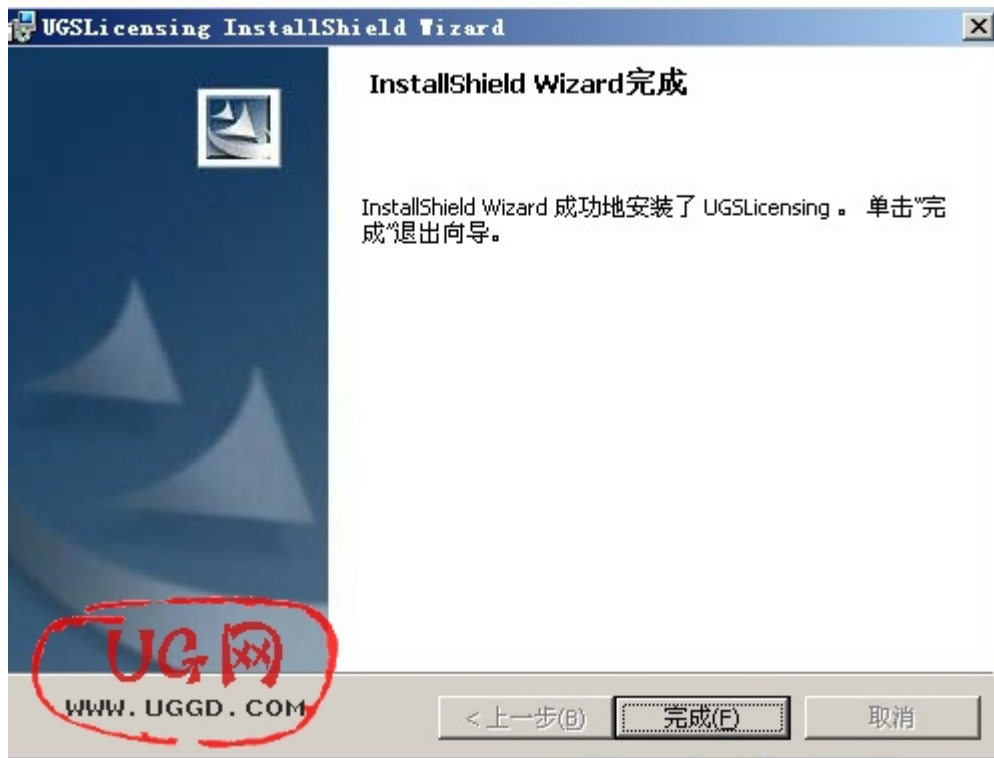 UGSLicensing InstallShield Wizard
InstallShield Wizard完成
InstallShield Wizard 成功地安装了 UGSLicensing 。 单击“完
成”退出向导。
UG网
WWW.UGGD.COM
< 上一步(B)
完成(F)
取消